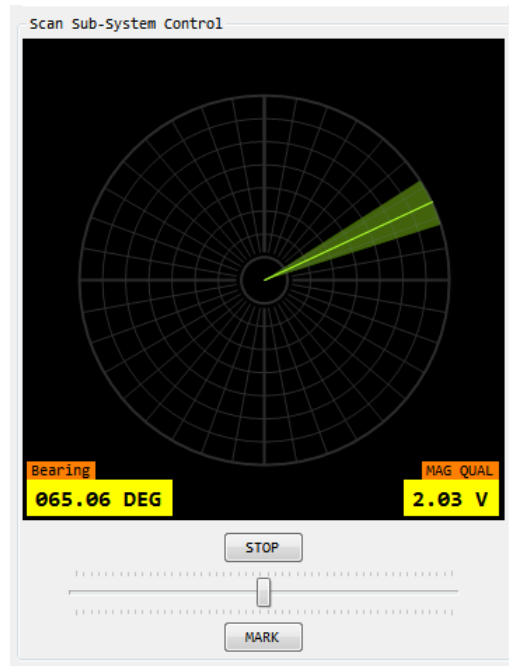 Scan Sub-System Control
Bearing
065.06 DEG
MAG QUAL
2.03 V
STOP
MARK